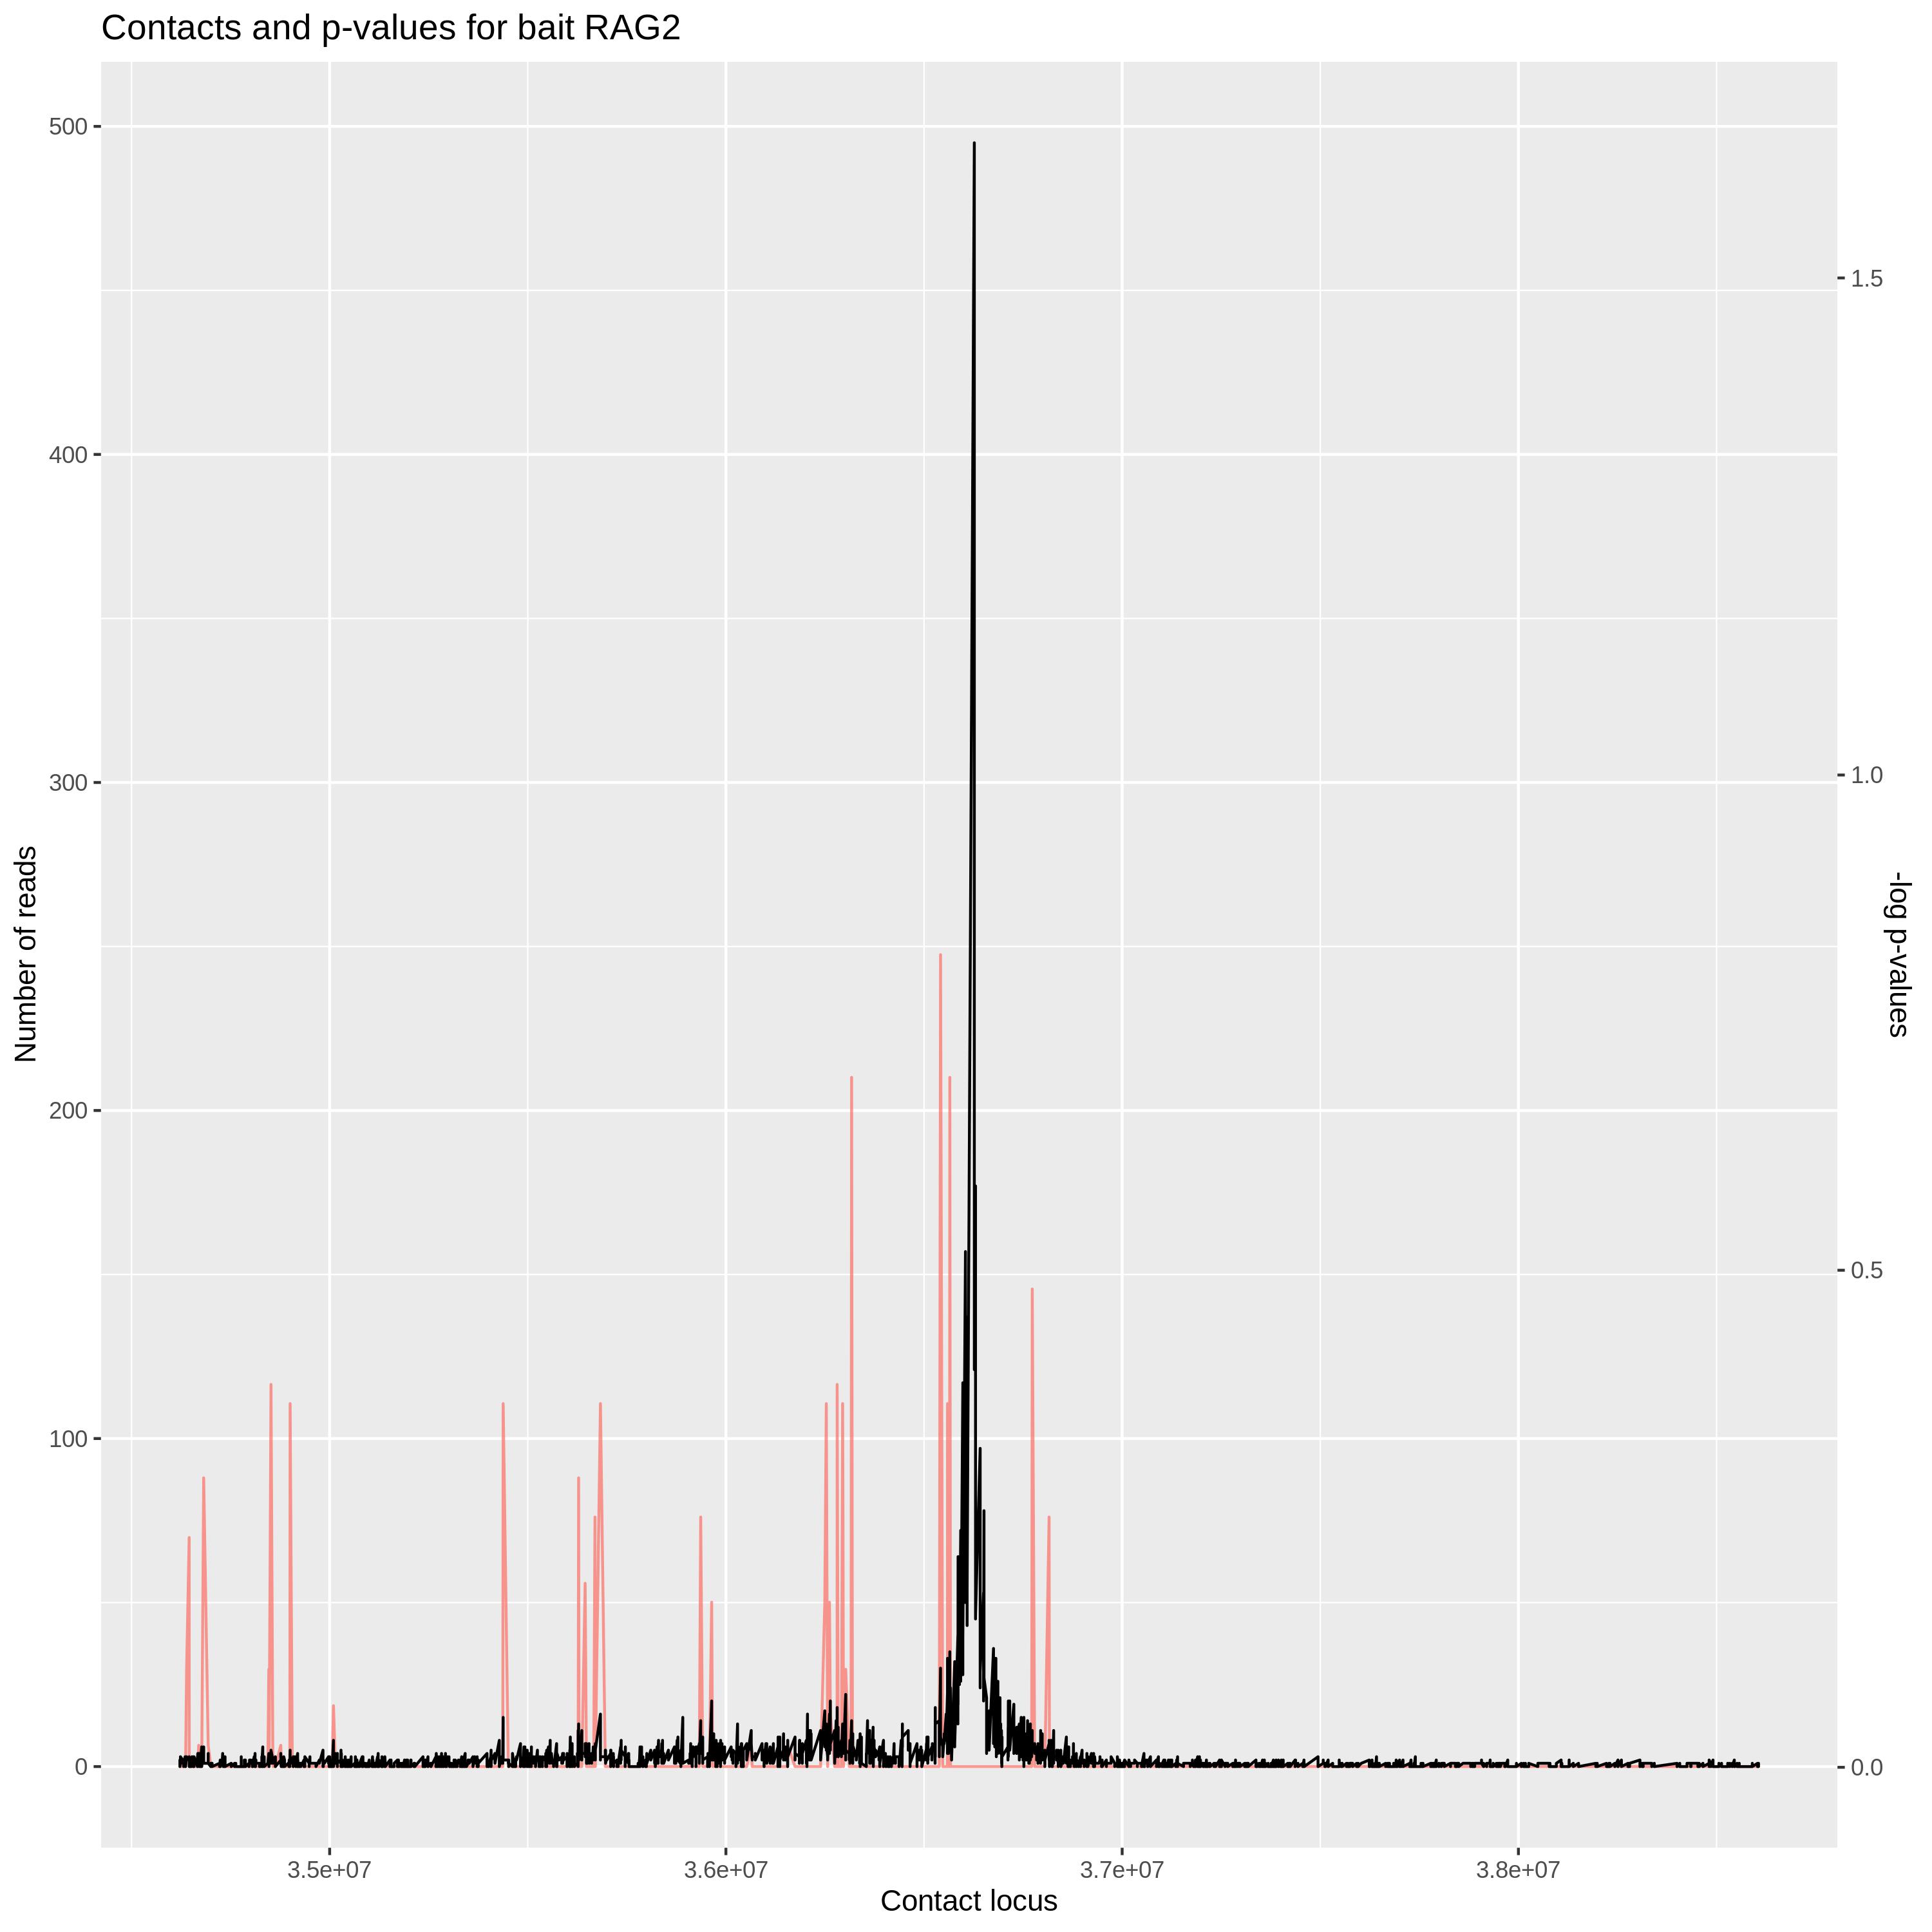 Contacts and p-values for bait RAG2
500
400
300
200
100
0
Number of reads
1.5
1.0
0.5
0.0
-log p-values
3.5e+07 3.6e+07 3.7e+07 3.8e+07
Contact locus